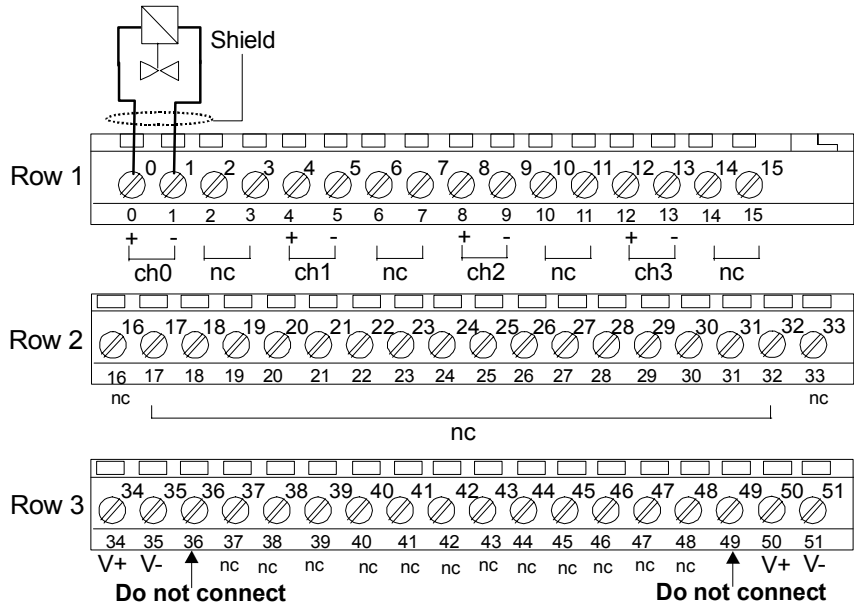 Shield
Row 1
0 1 2 3 4 5 6 7 8 9 10 11 12 13 14 15
0 1 2 3 4 5 6 7 8 9 10 11 12 13 14 15
+ - + - + - + -
ch0 nc ch1 nc ch2 nc ch3 nc
Row 2
16 17 18 19 20 21 22 23 24 25 26 27 28 29 30 31 32 33
16 17 18 19 20 21 22 23 24 25 26 27 28 29 30 31 32 33
nc nc
nc
Row 3
34 35 36 37 38 39 40 41 42 43 44 45 46 47 48 49 50 51
34 35 36 37 38 39 40 41 42 43 44 45 46 47 48 49 50 51
V+ V- nc nc nc nc nc nc nc nc nc nc nc nc V+ V-
Do not connect Do not connect